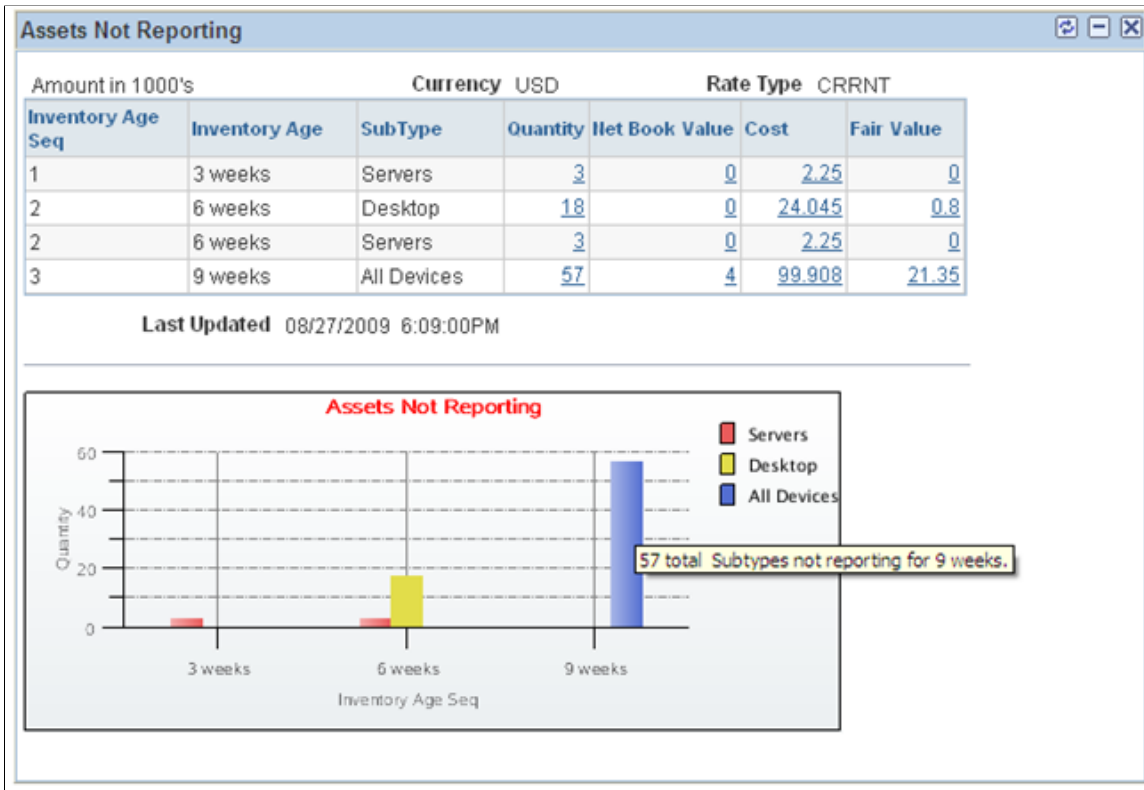 Assets Not Reporting
Amount in 1000's Currency USD Rate Type CRRNT
Inventory Age Seq Inventory Age SubType Quantity Net Book Value Cost Fair Value
1 3 weeks Servers 3 0 2.25 0
2 6 weeks Desktop 18 0 24.045 0.8
2 6 weeks Servers 3 0 2.25 0
3 9 weeks All Devices 57 4 99.908 21.35
Last Updated 08/27/2009 6:09:00PM
Assets Not Reporting
Servers
Desktop
All Devices
60
40
20
0
Quantity
57 total Subtypes not reporting for 9 weeks.
3 weeks 6 weeks 9 weeks
Inventory Age Seq